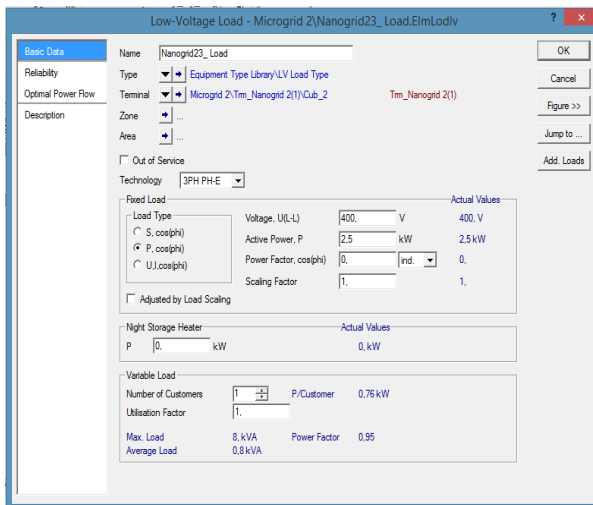 Low-Voltage Load - Microgrid 2\Nanogrid23_ Load.ElmLodlv ? ×
Basic Data
Reliability
Optimal Power Flow
Description
Name Nanogrid23_ Load
Type Equipment Type Library\LV Load Type
Terminal Microgrid 2\Trm_Nanogrid 2(1)\Cub_2 Trm_Nanogrid 2(1)
Zone ...
Area ...
Out of Service
Technology 3PH PH-E
Fixed Load Actual Values
Load Type
S, cos(phi)
P, cos(phi)
U,I,cos(phi)
Voltage, U(L-L) 400, V 400, V
Active Power, P 2,5 kW 2,5 kW
Power Factor, cos(phi) 0, ind. 0,
Scaling Factor 1, 1,
Adjusted by Load Scaling
Night Storage Heater Actual Values
P 0, kW 0, kW
Variable Load
Number of Customers 1 P/Customer 0,76 kW
Utilisation Factor 1,
Max. Load 8, kVA Power Factor 0,95
Average Load 0,8 kVA
OK
Cancel
Figure >>
Jump to ...
Add. Loads